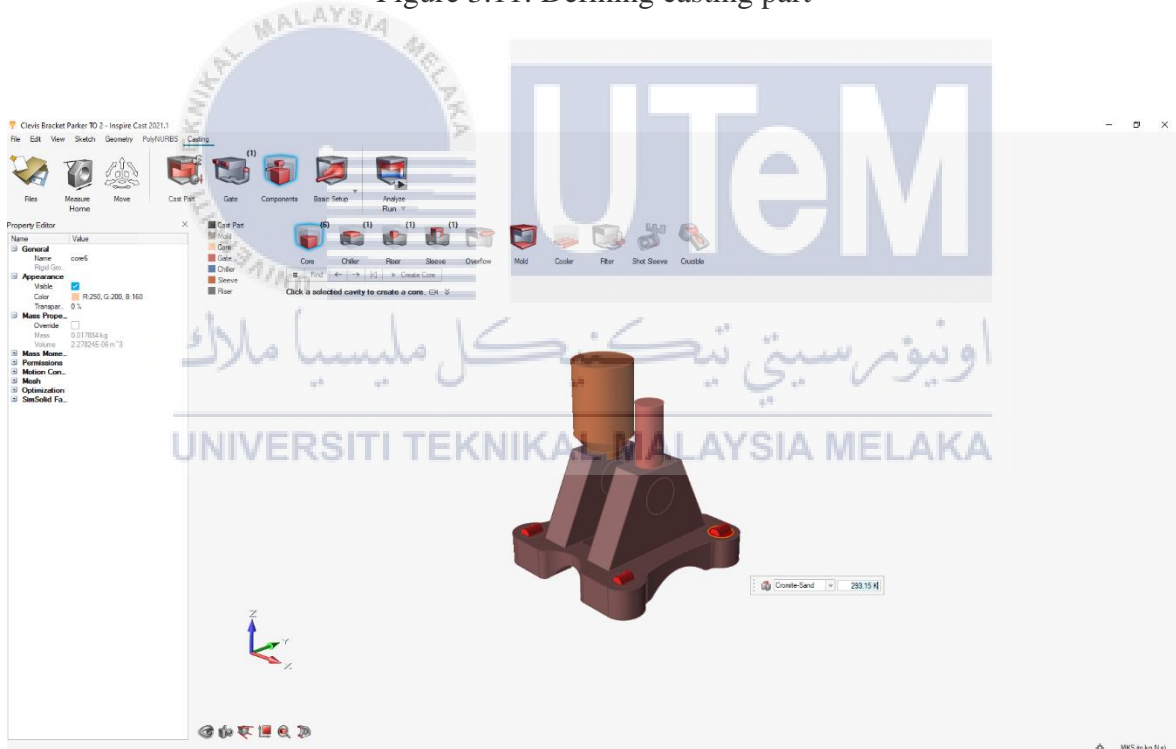 Figure 3.11: Defining casting part
MALAYSIA
UTeM
Clevis Bracket Parker TO 2 - Inspire Cast 2021.1
File Edit View Sketch Geometry PolyNURBS Casting
(1)
Files Measure Move Cast Part Gate Components Basic Setup Analyze
Home Run
Property Editor
Name Value
General
Name core6
Rigid Gro..
Appearance
Visible
Color R:250, G:200, B:160
Transpar.. 0 %
Mass Prope..
Override
Mass 0.017884 kg
Volume 2.27824E-06 m^3
Mass Mome..
Permissions
Motion Con..
Mesh
Optimization
SimSolid Fa..
Cast Part
Mold
Core
Gate
Chiller
Sleeve
Riser
(6) (1) (1) (1)
Core Chiller Riser Sleeve Overflow Mold Cooler Filter Shot Sleeve Crucible
Find Create Core
Click a selected cavity to create a core.
اونيورسيتي تيكنيكل مليسيا ملاك
UNIVERSITI TEKNIKAL MALAYSIA MELAKA
Cromite-Sand 293.15 K
Z
Y
X